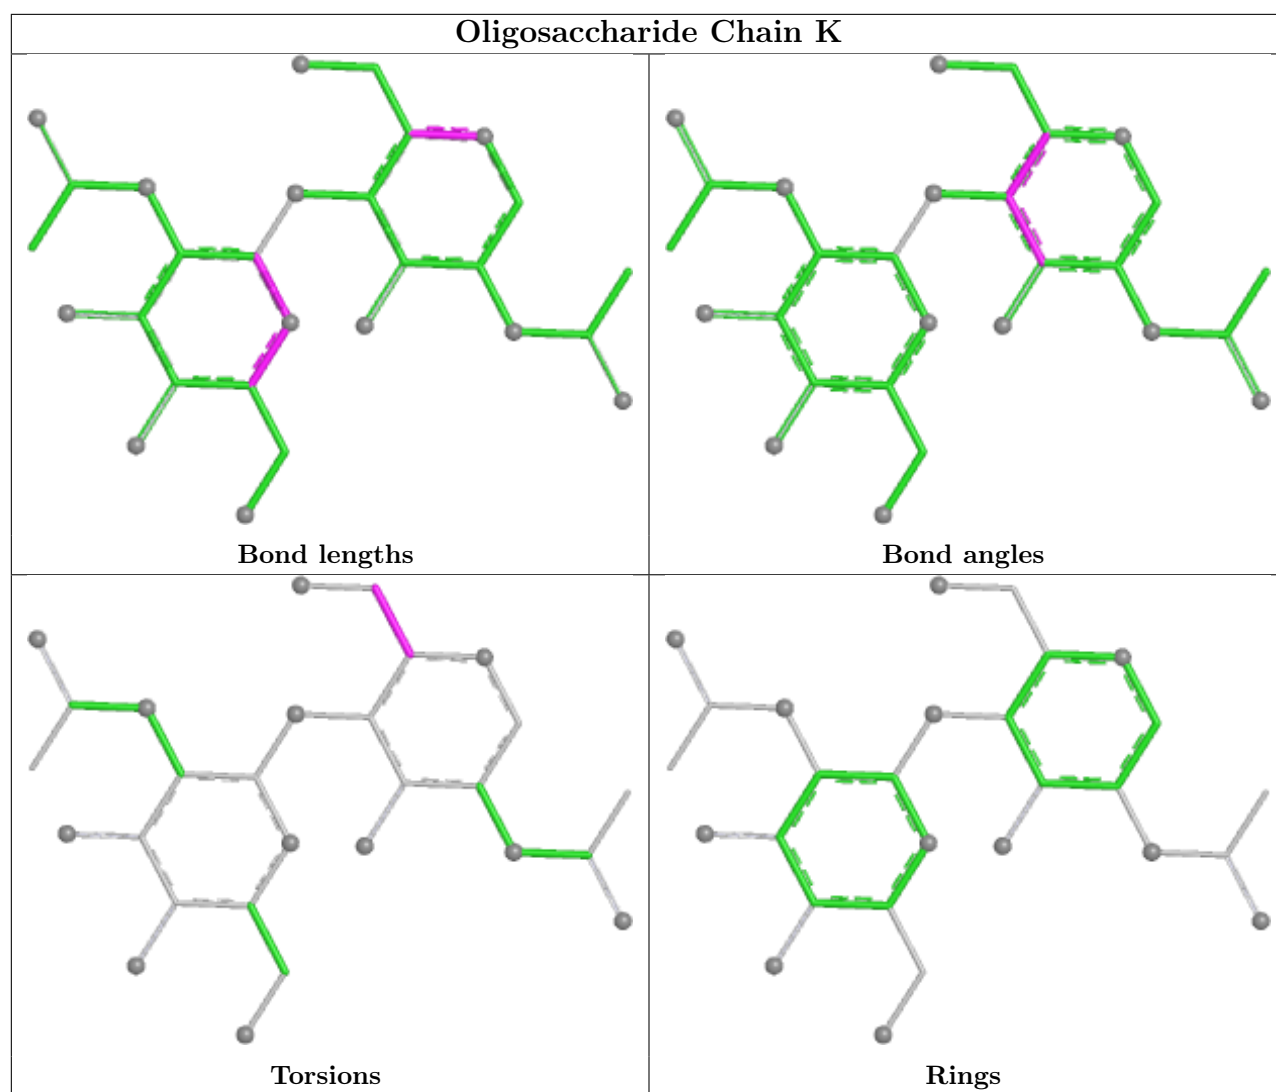 Oligosaccharide Chain K
Bond lengths
Bond angles
Torsions
Rings